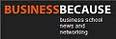 BUSINESSBECAUSE
business school
news and
networking